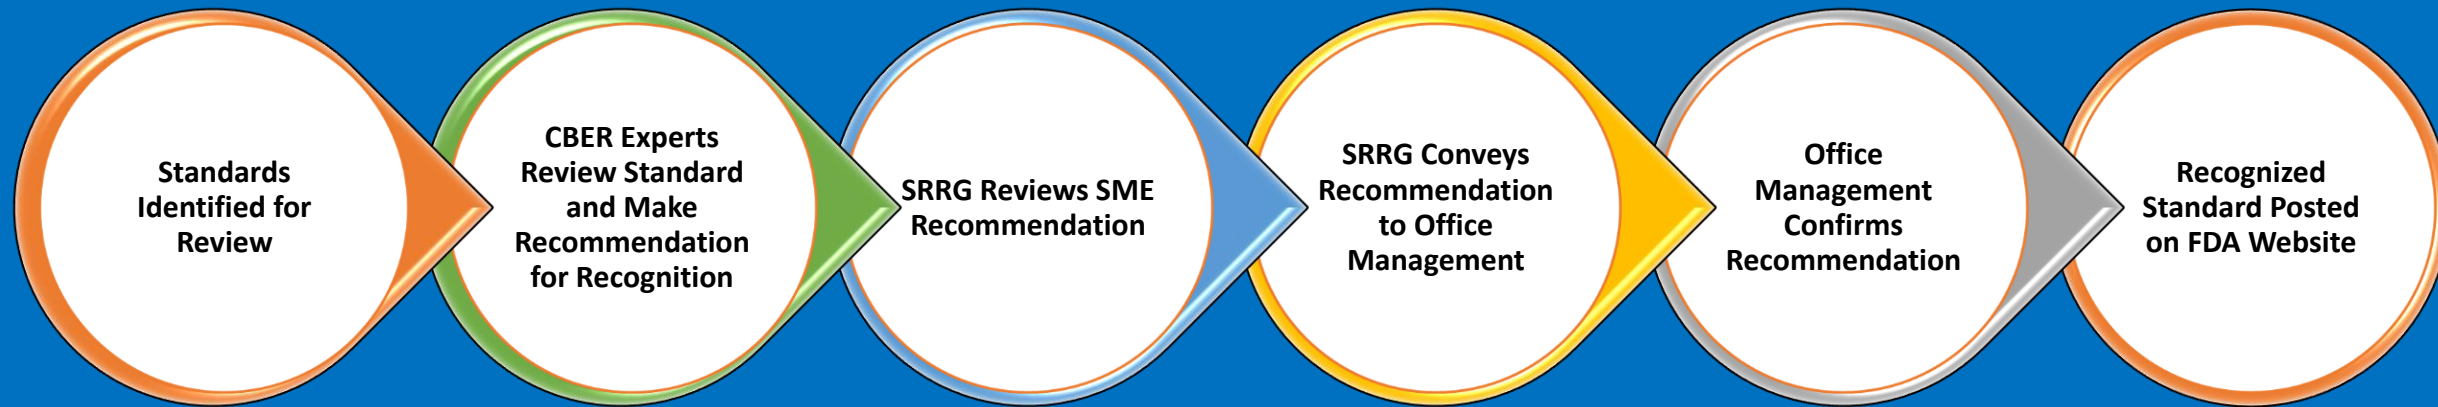 Standards
Identified for
Review
CBER Experts
Review Standard
and Make
Recommendation
for Recognition
SRRG Reviews SME
Recommendation
SRRG Conveys
Recommendation
to Office
Management
Office
Management
Confirms
Recommendation
Recognized
Standard Posted
on FDA Website